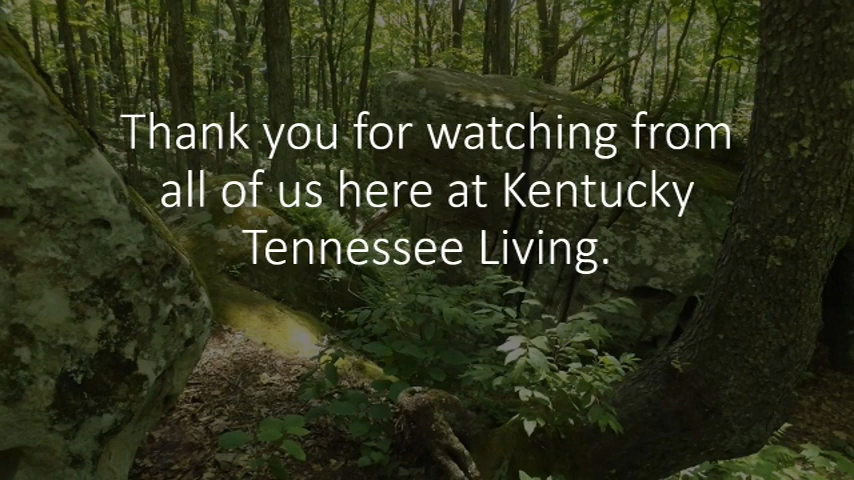 Thank you for watching from
all of us here at Kentucky
Tennessee Living.